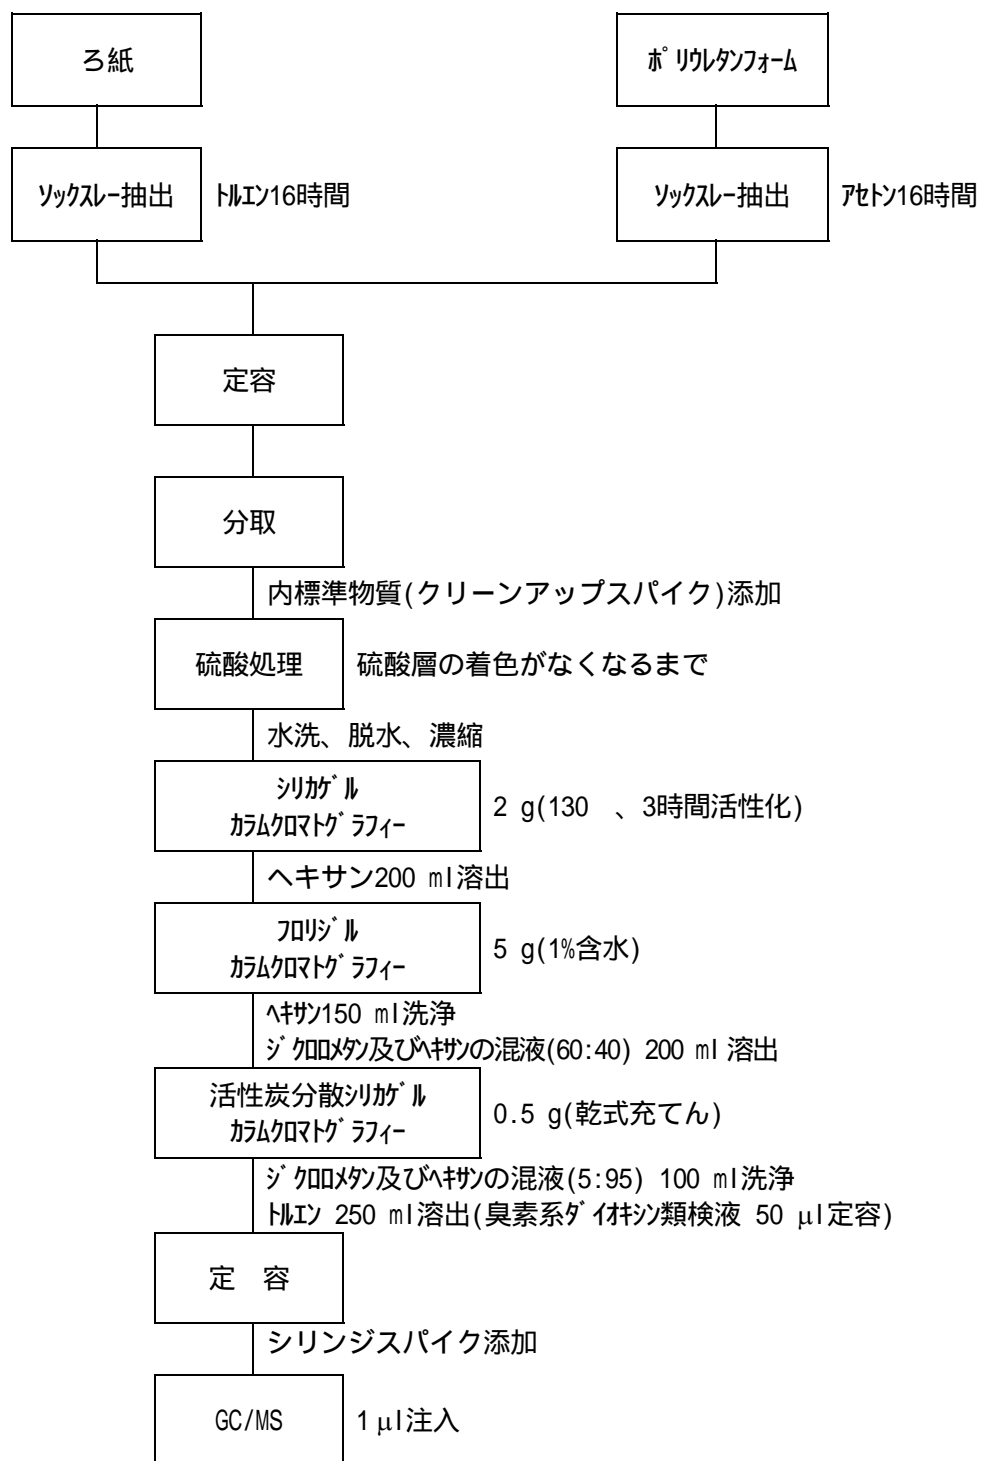 ろ紙
ﾎﾟﾘｳﾚﾀﾝﾌｫｰﾑ
ｿｯｸｽﾚｰ抽出
ﾄﾙｴﾝ16時間
ｿｯｸｽﾚｰ抽出
ｱｾﾄﾝ16時間
定容
分取
内標準物質(クリーンアップスパイク)添加
硫酸処理
硫酸層の着色がなくなるまで
水洗、脱水、濃縮
ｼﾘｶｹﾞﾙ
ｶﾗﾑｸﾛﾏﾄｸﾞﾗﾌｨｰ
2 g(130　、3時間活性化)
ヘキサン200 ml溶出
ﾌﾛﾘｼﾞﾙ
ｶﾗﾑｸﾛﾏﾄｸﾞﾗﾌｨｰ
5 g(1%含水)
ﾍｷｻﾝ150 ml洗浄
ｼﾞｸﾛﾛﾒﾀﾝ及びﾍｷｻﾝの混液(60:40) 200 ml 溶出
活性炭分散ｼﾘｶｹﾞﾙ
ｶﾗﾑｸﾛﾏﾄｸﾞﾗﾌｨｰ
0.5 g(乾式充てん)
ｼﾞｸﾛﾛﾒﾀﾝ及びﾍｷｻﾝの混液(5:95) 100 ml洗浄
ﾄﾙｴﾝ 250 ml溶出(臭素系ﾀﾞｲｵｷｼﾝ類検液 50 μl定容)
定　容
シリンジスパイク添加
GC/MS
1 μl注入